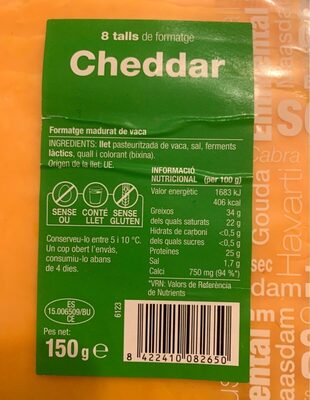 8 talls de formatge
Cheddar
Formatge madurat de vaca
INGREDIENTS: llet pasteuritzada de vaca, sal, ferments
làctics, quall i colorant (bixina).
Origen de la llet: UE.
SENSE
OU
CONTÉ
LLET
SENSE
GLUTEN
Conserveu-lo entre 5 i 10 °C.
Un cop obert l'envàs,
consumiu-lo abans
de 4 dies.
INFORMACIÓ
NUTRICIONAL (per 100 g)
Valor energètic 1683 kJ
406 kcal
Greixos 34 g
dels quals saturats 22 g
Hidrats de carboni <0,5 g
dels quals sucres <0,5 g
Proteïnes 25 g
Sal 1,7 g
Calci 750 mg (94 %*)
*VRN: Valors de Referència
de Nutrients
ES
15.006509/BU
CE
Pes net:
150 g e
6123
8 422410 082650
Emmental
Maasdam
Cabra
Gouda
Havarti
sec